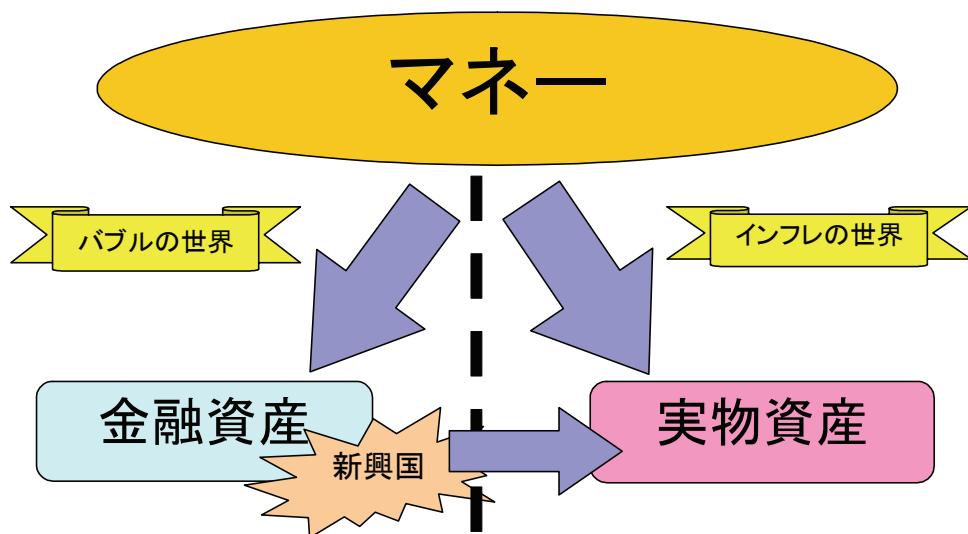 マネー
バブルの世界
インフレの世界
金融資産
実物資産
新興国